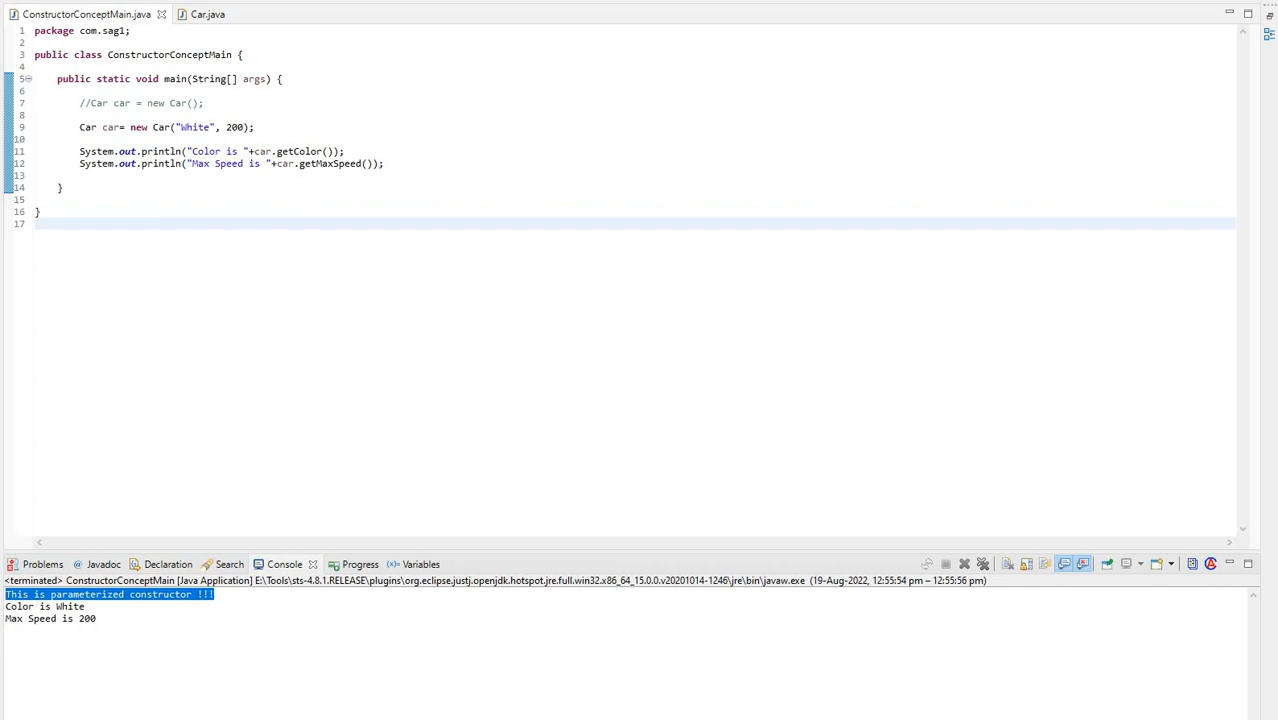 ConstructorConceptMain.java
Car.java
1 package com.sag1;
2
3 public class ConstructorConceptMain {
4
5 public static void main(String[] args) {
6
7 //Car car = new Car();
8
9 Car car= new Car("White", 200);
10
11 System.out.println("Color is "+car.getColor());
12 System.out.println("Max Speed is "+car.getMaxSpeed());
13
14 }
15
16 }
17
Problems Javadoc Declaration Search Console Progress Variables
<terminated> ConstructorConceptMain [Java Application] E:\Tools\sts-4.8.1.RELEASE\plugins\org.eclipse.justj.openjdk.hotspot.jre.full.win32.x86_64_15.0.0.v20201014-1246\jre\bin\javaw.exe (19-Aug-2022, 12:55:54 pm – 12:55:56 pm)
This is parameterized constructor !!!
Color is White
Max Speed is 200